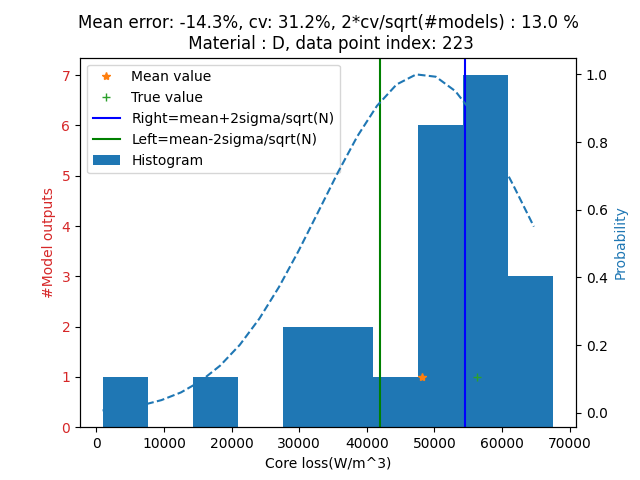 Mean error: -14.3%, cv: 31.2%, 2*cv/sqrt(#models) : 13.0 %
Material : D, data point index: 223
Mean value
True value
Right=mean+2sigma/sqrt(N)
Left=mean-2sigma/sqrt(N)
Histogram
#Model outputs
7
6
5
4
3
2
1
0
1.0
0.8
0.6
0.4
0.2
0.0
Probability
0 10000 20000 30000 40000 50000 60000 70000
Core loss(W/m^3)